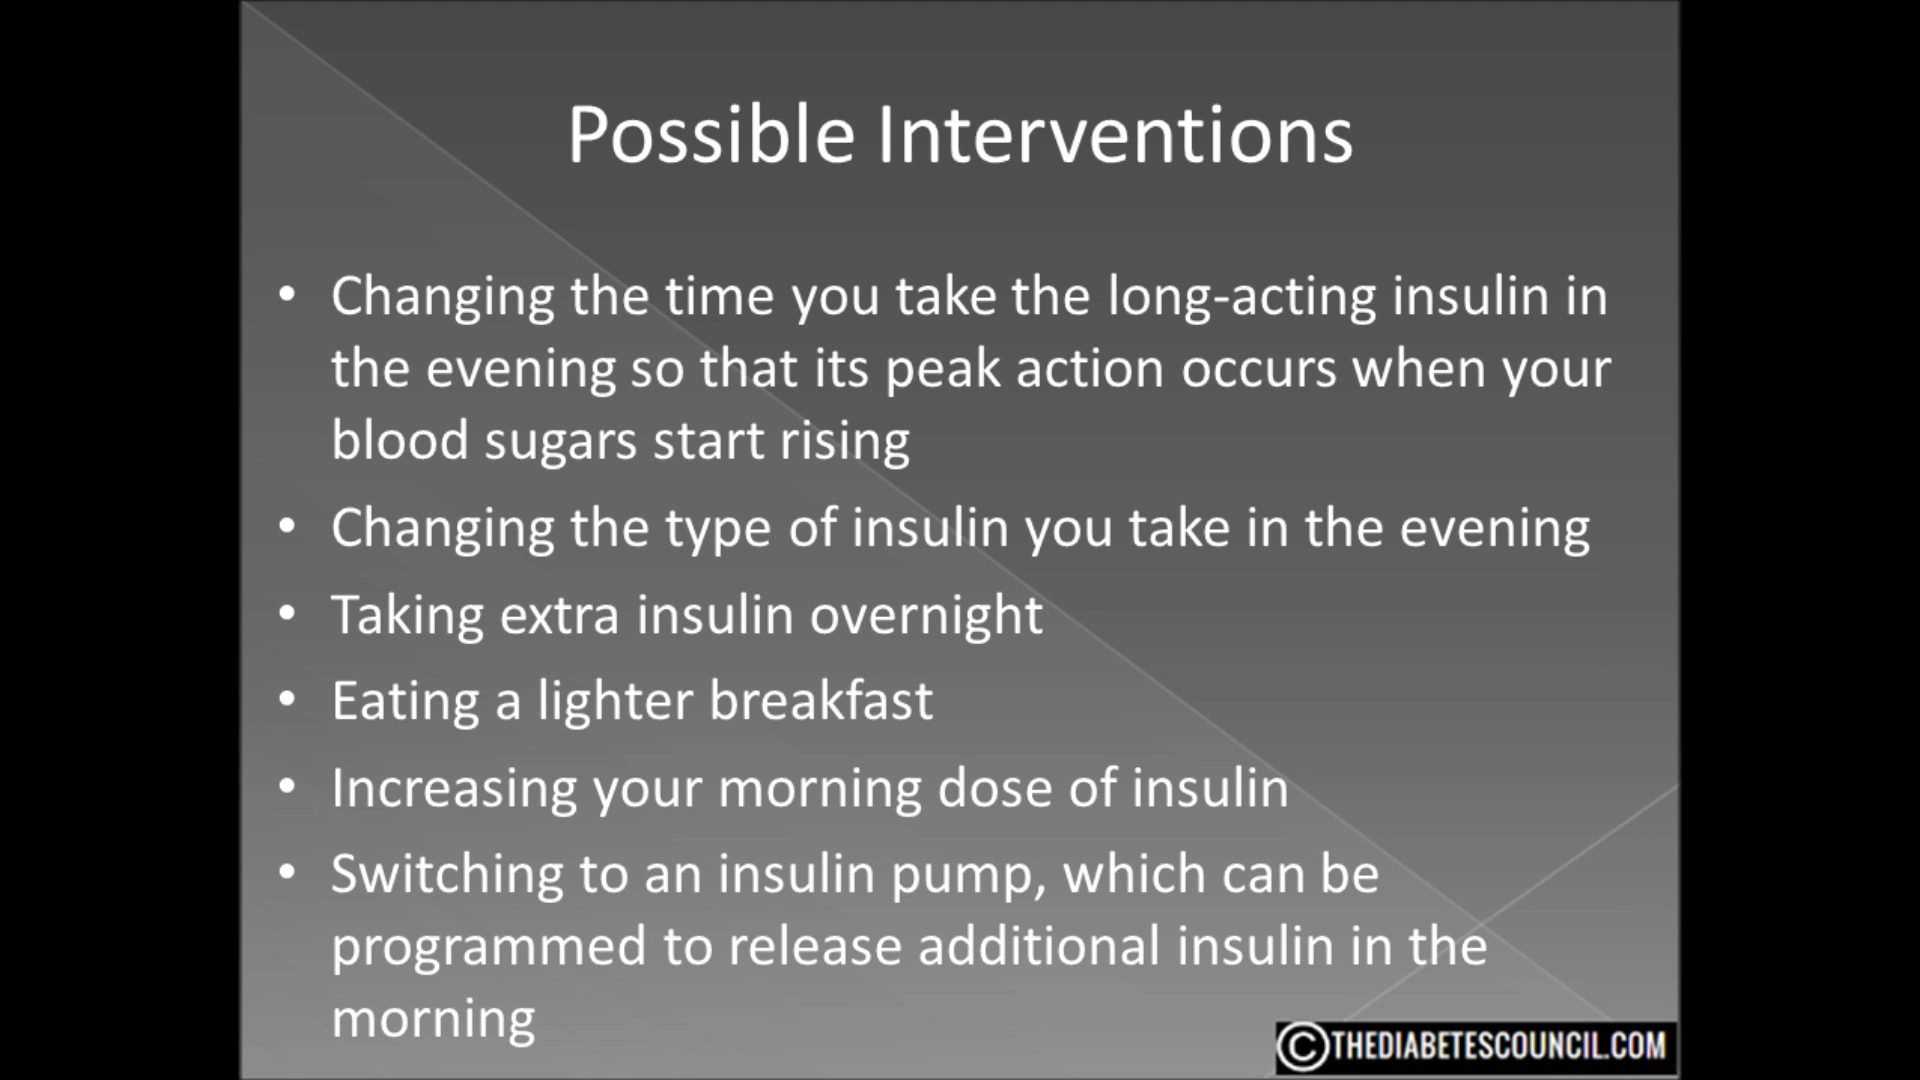 Possible Interventions
• Changing the time you take the long-acting insulin in
the evening so that its peak action occurs when your
blood sugars start rising
• Changing the type of insulin you take in the evening
• Taking extra insulin overnight
• Eating a lighter breakfast
• Increasing your morning dose of insulin
• Switching to an insulin pump, which can be
programmed to release additional insulin in the
morning
©THEDIABETESCOUNCIL.COM